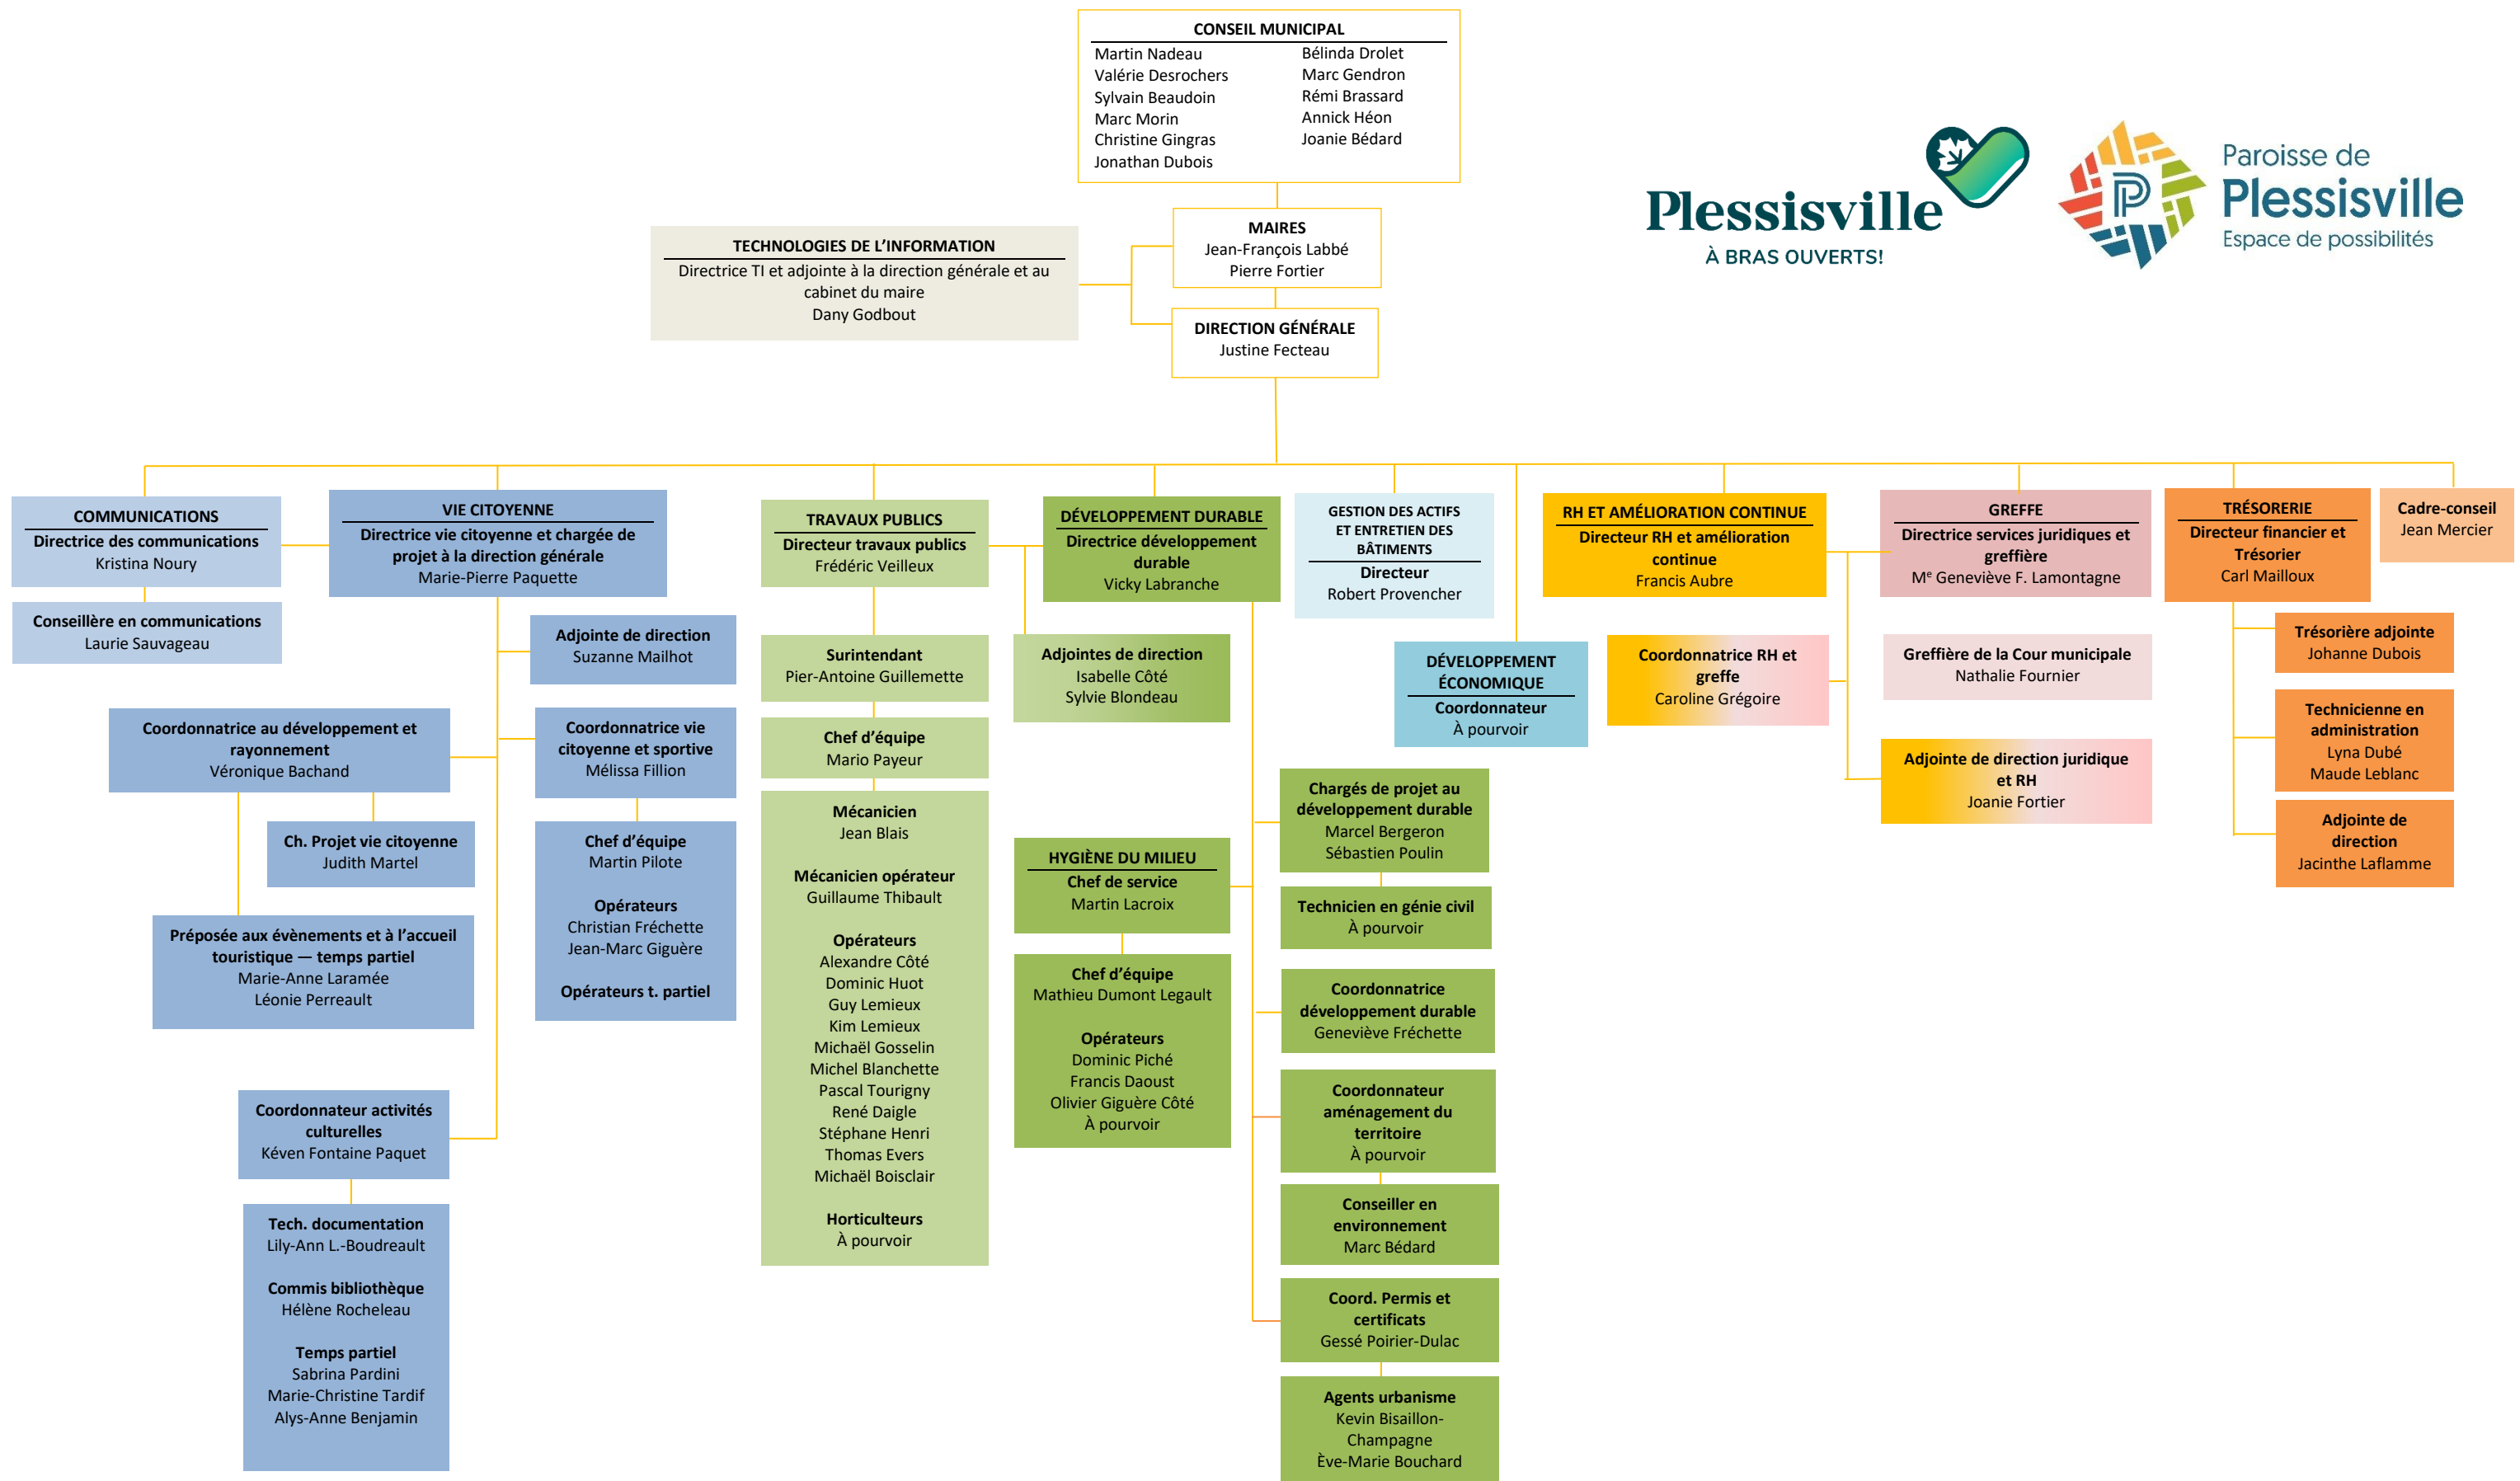 CONSEIL MUNICIPAL
Martin Nadeau
Valérie Desrochers
Sylvain Beaudoin
Marc Morin
Christine Gingras
Jonathan Dubois
Bélinda Drolet
Marc Gendron
Rémi Brassard
Annick Héon
Joanie Bédard
Plessisville
À BRAS OUVERTS!
P
Paroisse de
Plessisville
Espace de possibilités
MAIRES
Jean-François Labbé
Pierre Fortier
TECHNOLOGIES DE L’INFORMATION
Directrice TI et adjointe à la direction générale et au
cabinet du maire
Dany Godbout
DIRECTION GÉNÉRALE
Justine Fecteau
COMMUNICATIONS
Directrice des communications
Kristina Noury
Conseillère en communications
Laurie Sauvageau
VIE CITOYENNE
Directrice vie citoyenne et chargée de
projet à la direction générale
Marie-Pierre Paquette
Adjointe de direction
Suzanne Mailhot
Coordonnatrice au développement et
rayonnement
Véronique Bachand
Coordonnatrice vie
citoyenne et sportive
Mélissa Fillion
Ch. Projet vie citoyenne
Judith Martel
Préposée aux évènements et à l’accueil
touristique — temps partiel
Marie-Anne Laramée
Léonie Perreault
Chef d’équipe
Martin Pilote
Opérateurs
Christian Fréchette
Jean-Marc Giguère
Opérateurs t. partiel
Coordonnateur activités
culturelles
Kéven Fontaine Paquet
Tech. documentation
Lily-Ann L.-Boudreault
Commis bibliothèque
Hélène Rocheleau
Temps partiel
Sabrina Pardini
Marie-Christine Tardif
Alys-Anne Benjamin
TRAVAUX PUBLICS
Directeur travaux publics
Frédéric Veilleux
Surintendant
Pier-Antoine Guillemette
Chef d’équipe
Mario Payeur
Mécanicien
Jean Blais
Mécanicien opérateur
Guillaume Thibault
Opérateurs
Alexandre Côté
Dominic Huot
Guy Lemieux
Kim Lemieux
Michaël Gosselin
Michel Blanchette
Pascal Tourigny
René Daigle
Stéphane Henri
Thomas Evers
Michaël Boisclair
Horticulteurs
À pourvoir
DÉVELOPPEMENT DURABLE
Directrice développement
durable
Vicky Labranche
Adjointes de direction
Isabelle Côté
Sylvie Blondeau
HYGIÈNE DU MILIEU
Chef de service
Martin Lacroix
Chef d’équipe
Mathieu Dumont Legault
Opérateurs
Dominic Piché
Francis Daoust
Olivier Giguère Côté
À pourvoir
Chargés de projet au
développement durable
Marcel Bergeron
Sébastien Poulin
Technicien en génie civil
À pourvoir
Coordonnatrice
développement durable
Geneviève Fréchette
Coordonnateur
aménagement du
territoire
À pourvoir
Conseiller en
environnement
Marc Bédard
Coord. Permis et
certificats
Gessé Poirier-Dulac
Agents urbanisme
Kevin Bisaillon-
Champagne
Ève-Marie Bouchard
GESTION DES ACTIFS
ET ENTRETIEN DES
BÂTIMENTS
Directeur
Robert Provencher
DÉVELOPPEMENT
ÉCONOMIQUE
Coordonnateur
À pourvoir
RH ET AMÉLIORATION CONTINUE
Directeur RH et amélioration
continue
Francis Aubre
Coordonnatrice RH et
greffe
Caroline Grégoire
GREFFE
Directrice services juridiques et
greffière
Me Geneviève F. Lamontagne
Greffière de la Cour municipale
Nathalie Fournier
Adjointe de direction juridique
et RH
Joanie Fortier
TRÉSORERIE
Directeur financier et
Trésorier
Carl Mailloux
Trésorière adjointe
Johanne Dubois
Technicienne en
administration
Lyna Dubé
Maude Leblanc
Adjointe de
direction
Jacinthe Laflamme
Cadre-conseil
Jean Mercier